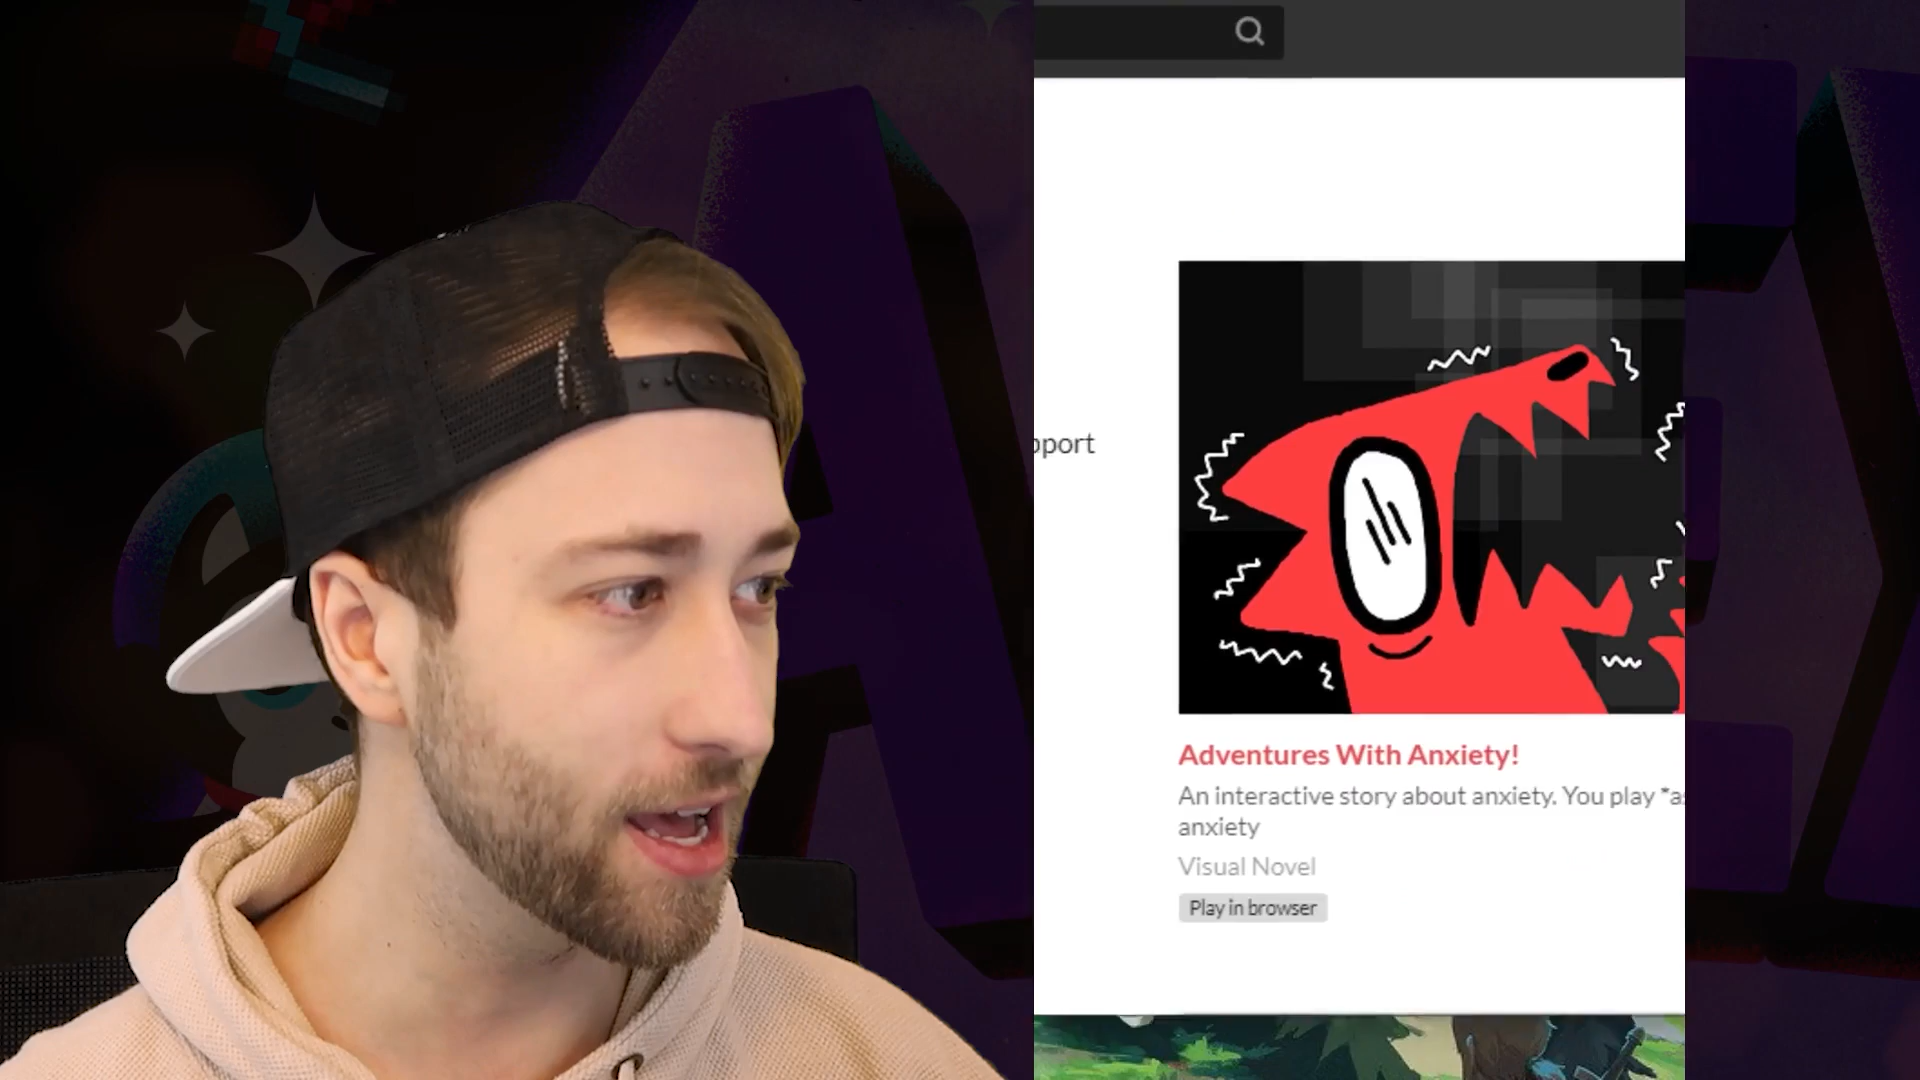 pport
Adventures With Anxiety!
An interactive story about anxiety. You play *a
anxiety
Visual Novel
Play in browser